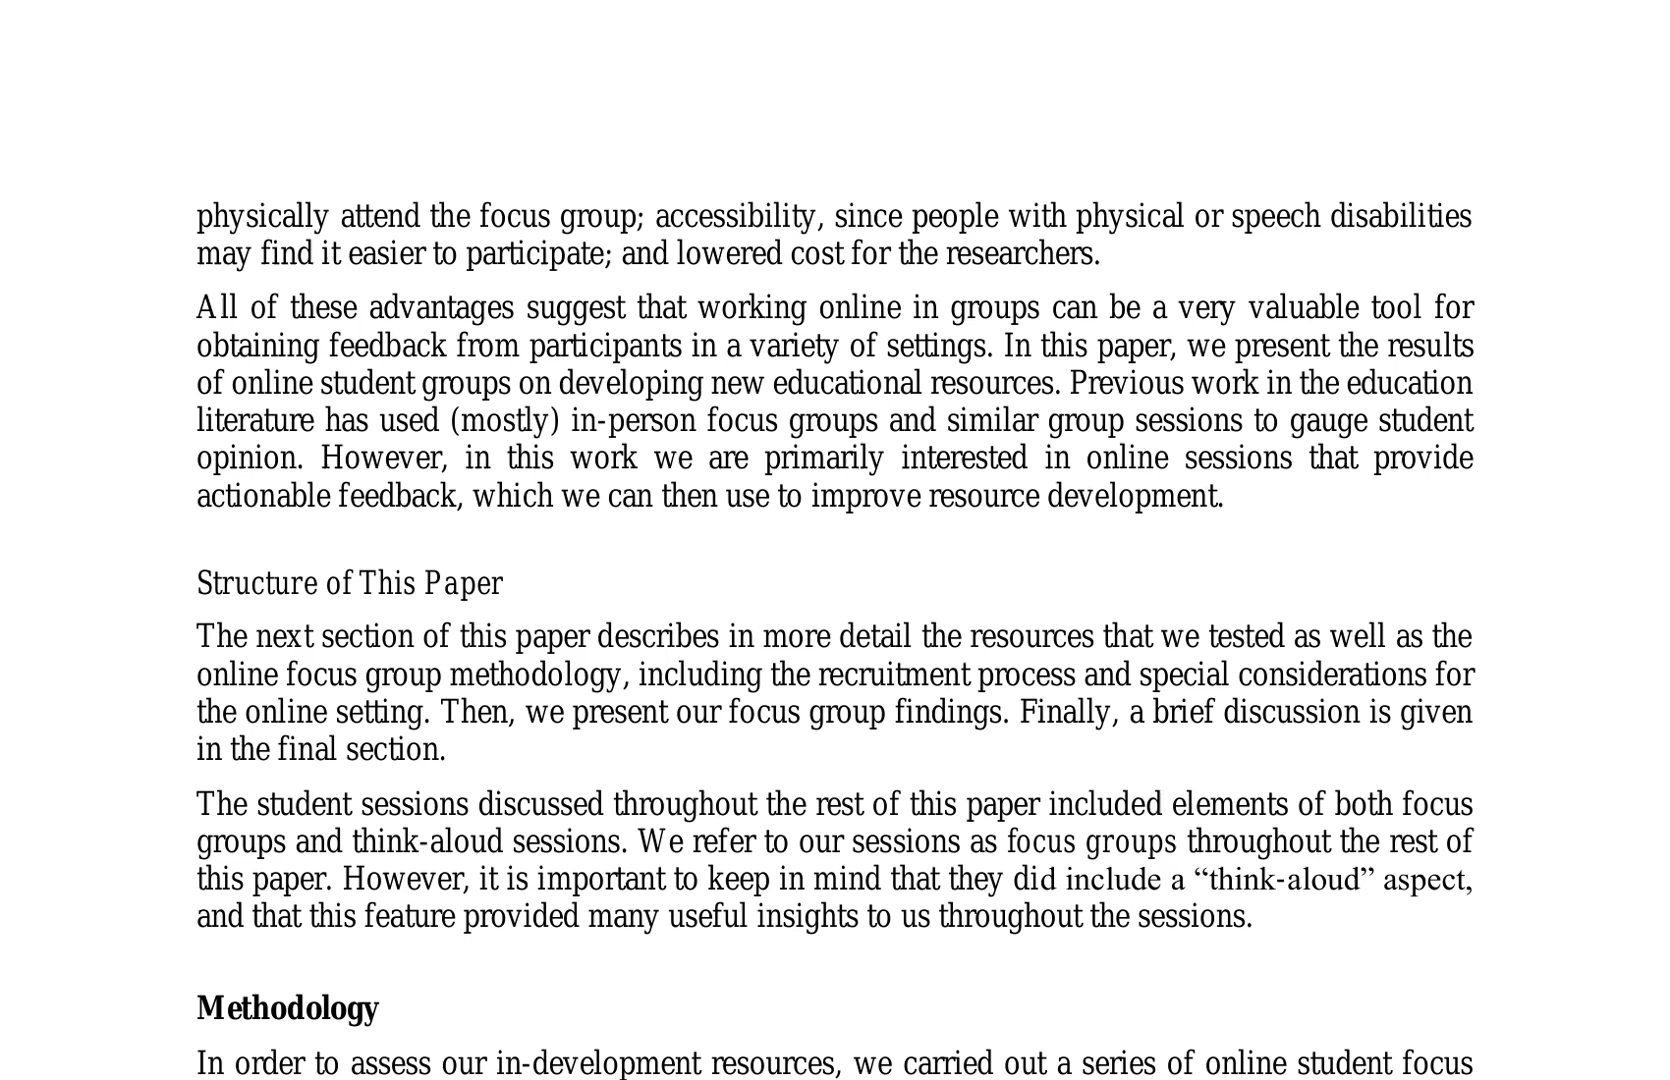 physically attend the focus group; accessibility, since people with physical or speech disabilities
may find it easier to participate; and lowered cost for the researchers.
All of these advantages suggest that working online in groups can be a very valuable tool for
obtaining feedback from participants in a variety of settings. In this paper, we present the results
of online student groups on developing new educational resources. Previous work in the education
literature has used (mostly) in-person focus groups and similar group sessions to gauge student
opinion. However, in this work we are primarily interested in online sessions that provide
actionable feedback, which we can then use to improve resource development.
Structure of This Paper
The next section of this paper describes in more detail the resources that we tested as well as the
online focus group methodology, including the recruitment process and special considerations for
the online setting. Then, we present our focus group findings. Finally, a brief discussion is given
in the final section.
The student sessions discussed throughout the rest of this paper included elements of both focus
groups and think-aloud sessions. We refer to our sessions as focus groups throughout the rest of
this paper. However, it is important to keep in mind that they did include a “think-aloud” aspect,
and that this feature provided many useful insights to us throughout the sessions.
Methodology
In order to assess our in-development resources, we carried out a series of online student focus